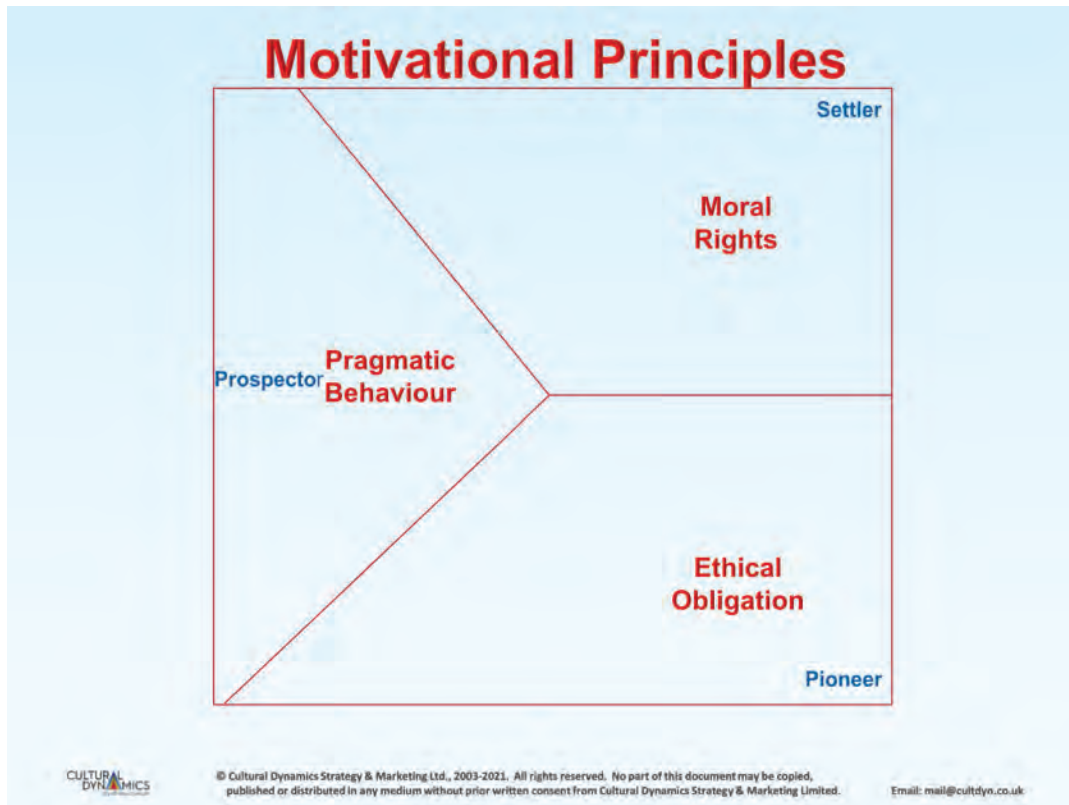 Motivational Principles
Settler
Moral
Rights
Pragmatic
Prospector
Behaviour
Ethical
Obligation
Pioneer
CULTURAL
DYNAMICS
© Cultural Dynamics Strategy & Marketing Ltd., 2003-2021. All rights reserved. No part of this document may be copied,
published or distributed in any medium without prior written consent from Cultural Dynamics Strategy & Marketing Limited.
Email: mail@cultdyn.co.uk